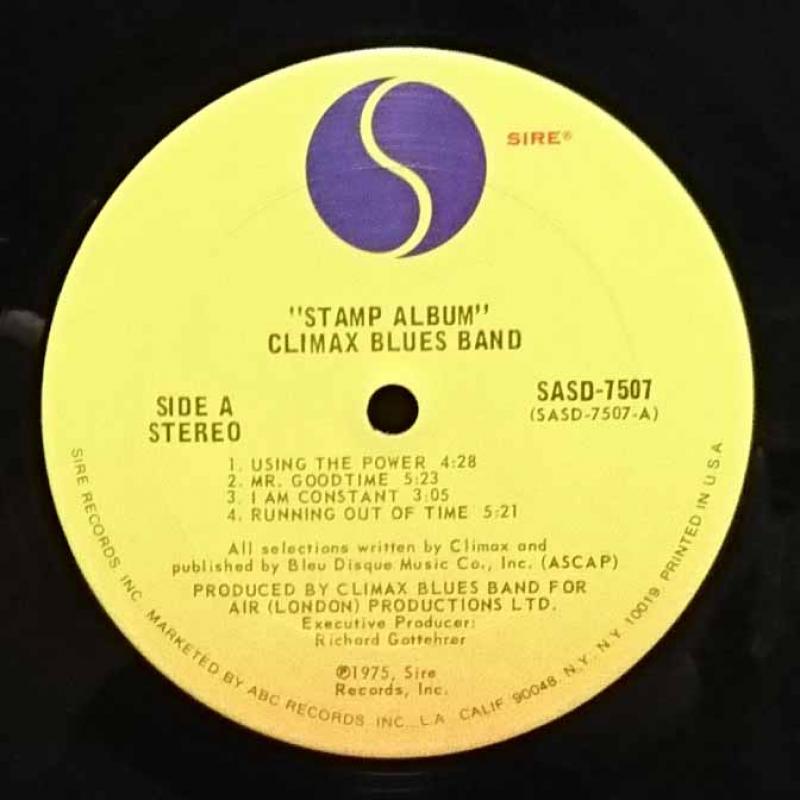 SIRE®
"STAMP ALBUM"
CLIMAX BLUES BAND
SIDE A
STEREO
SASD-7507
(SASD-7507-A)
1. USING THE POWER 4:28
2. MR. GOODTIME 5:23
3. I AM CONSTANT 3:05
4. RUNNING OUT OF TIME 5:21
All selections written by Climax and
published by Bleu Disque Music Co., Inc. (ASCAP)
PRODUCED BY CLIMAX BLUES BAND FOR
AIR (LONDON) PRODUCTIONS LTD.
Executive Producer:
Richard Gottehrer
℗1975, Sire
Records, Inc.
SIRE RECORDS, INC. MARKETED BY ABC RECORDS, INC., L.A. CALIF. 90048. N.Y., N.Y. 10019 PRINTED IN U.S.A.